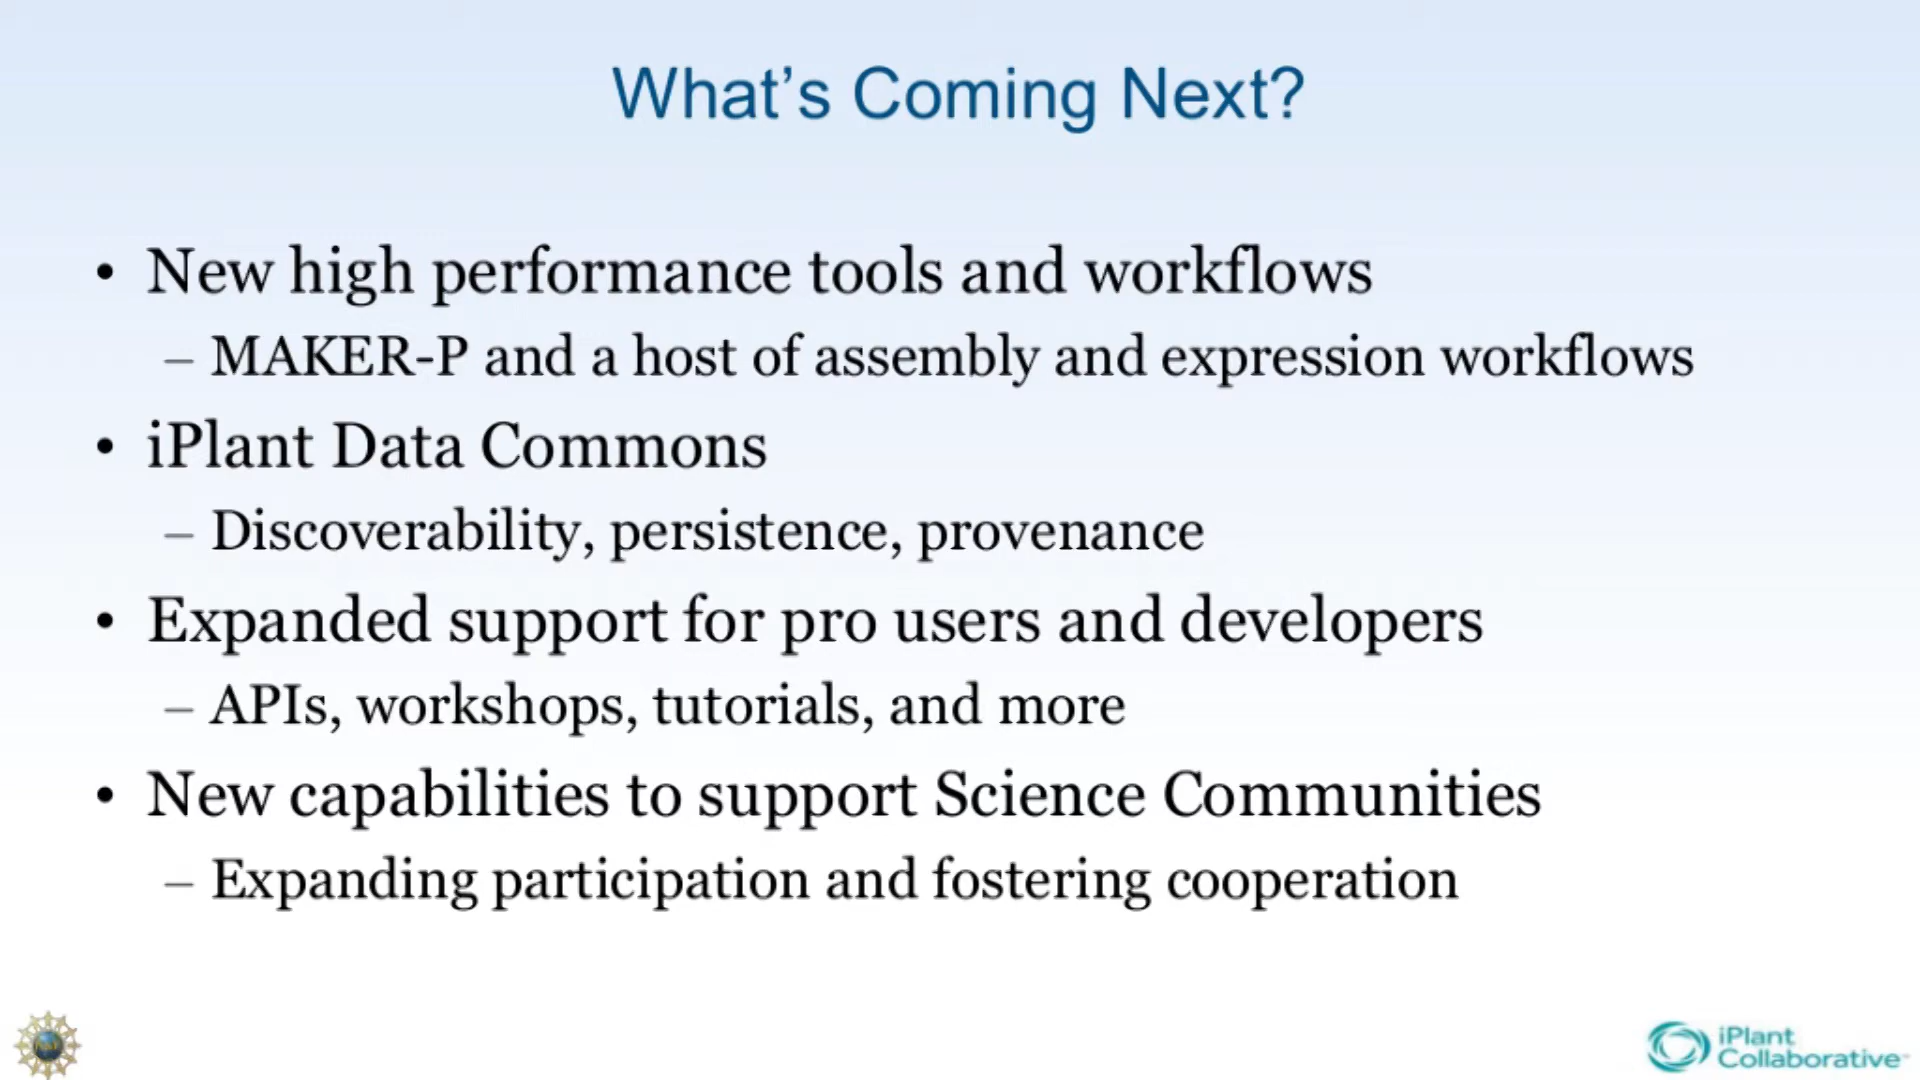 What’s Coming Next?
• New high performance tools and workflows
– MAKER-P and a host of assembly and expression workflows
• iPlant Data Commons
– Discoverability, persistence, provenance
• Expanded support for pro users and developers
– APIs, workshops, tutorials, and more
• New capabilities to support Science Communities
– Expanding participation and fostering cooperation
iPlant
Collaborative